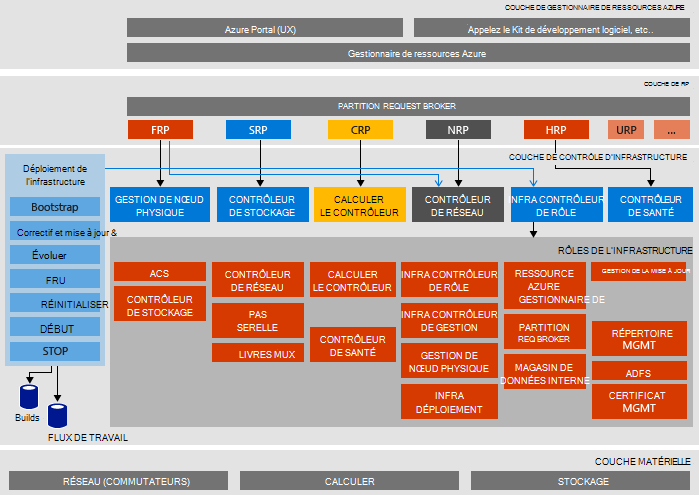 COUCHE DE GESTIONNAIRE DE RESSOURCES AZURE
Azure Portal (UX)
Appelez le Kit de développement logiciel, etc..
Gestionnaire de ressources Azure
COUCHE DE RP
PARTITION REQUEST BROKER
FRP
SRP
CRP
NRP
HRP
URP
...
COUCHE DE CONTRÔLE D'INFRASTRUCTURE
Déploiement de
l'infrastructure
Bootstrap
Correctif et mise à jour &
Évoluer
FRU
RÉINITIALISER
DÉBUT
STOP
Builds
FLUX DE TRAVAIL
GESTION DE NŒUD
PHYSIQUE
CONTRÔLEUR
DE STOCKAGE
CALCULER
LE CONTRÔLEUR
CONTRÔLEUR
DE RÉSEAU
INFRA CONTRÔLEUR
DE RÔLE
CONTRÔLEUR
DE SANTÉ
RÔLES DE L'INFRASTRUCTURE
ACS
CONTRÔLEUR
DE STOCKAGE
CONTRÔLEUR
DE RÉSEAU
PAS
SERELLE
LIVRES MUX
CALCULER
LE CONTRÔLEUR
CONTRÔLEUR
DE SANTÉ
INFRA CONTRÔLEUR
DE RÔLE
INFRA CONTRÔLEUR
DE GESTION
GESTION DE
NŒUD PHYSIQUE
INFRA
DÉPLOIEMENT
RESSOURCE
AZURE
GESTIONNAIRE DE
PARTITION
REQ BROKER
MAGASIN DE
DONNÉES INTERNE
GESTION DE LA MISE À JOUR
RÉPERTOIRE
MGMT
ADFS
CERTIFICAT
MGMT
COUCHE MATÉRIELLE
RÉSEAU (COMMUTATEURS)
CALCULER
STOCKAGE